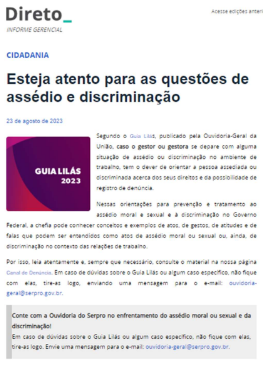 Direto_
Acesse edições anteri
INFORME GERENCIAL
CIDADANIA
Esteja atento para as questões de
assédio e discriminação
23 de agosto de 2023
GUIA LILÁS
2023
Segundo o Guia Lilás, publicado pela Ouvidoria-Geral da
União, caso o gestor ou gestora se depare com alguma
situação de assédio ou discriminação no ambiente de
trabalho, tem o dever de orientar a pessoa assediada ou
discriminada acerca dos seus direitos e da possibilidade de
registro de denúncia.
Nessas orientações para prevenção e tratamento ao
assédio moral e sexual e à discriminação no Governo
Federal, a chefia pode conhecer conceitos e exemplos de atos, de gestos, de atitudes e de
falas que podem ser entendidos como atos de assédio moral ou sexual ou, ainda, de
discriminação no contexto das relações de trabalho.
Por isso, leia atentamente e, sempre que necessário, consulte o material na nossa página
Canal de Denúncia. Em caso de dúvidas sobre o Guia Lilás ou algum caso específico, não fique
com elas, tire-as logo, enviando uma mensagem para o e-mail: ouvidoria-
geral@serpro.gov.br.
Conte com a Ouvidoria do Serpro no enfrentamento do assédio moral ou sexual e da
discriminação!
Em caso de dúvidas sobre o Guia Lilás ou algum caso específico, não fique com elas,
tire-as logo. Envie uma mensagem para o e-mail: ouvidoria-geral@serpro.gov.br.